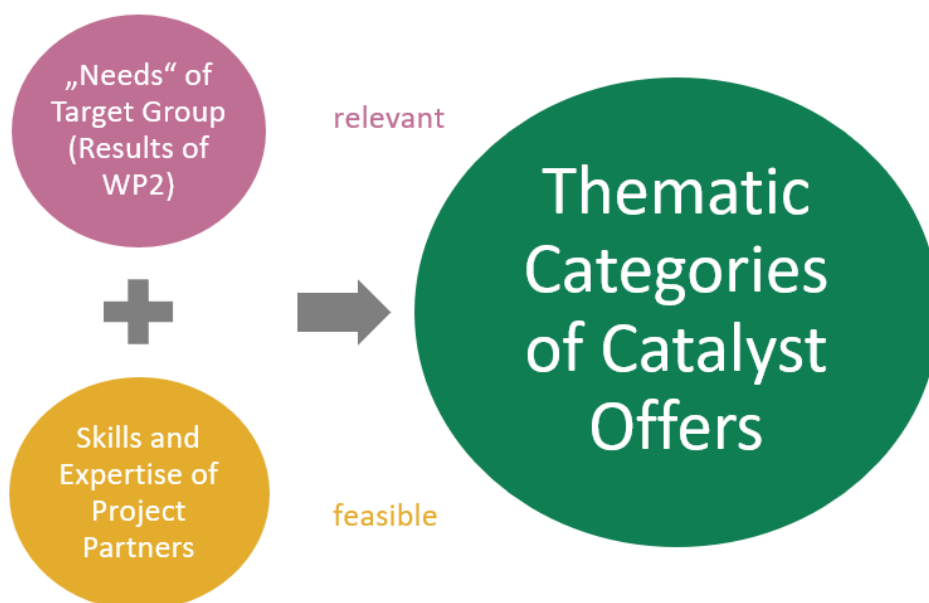 „Needs“ of
Target Group
(Results of
WP2)
relevant
Thematic
Categories
of Catalyst
Offers
Skills and
Expertise of
Project
Partners
feasible